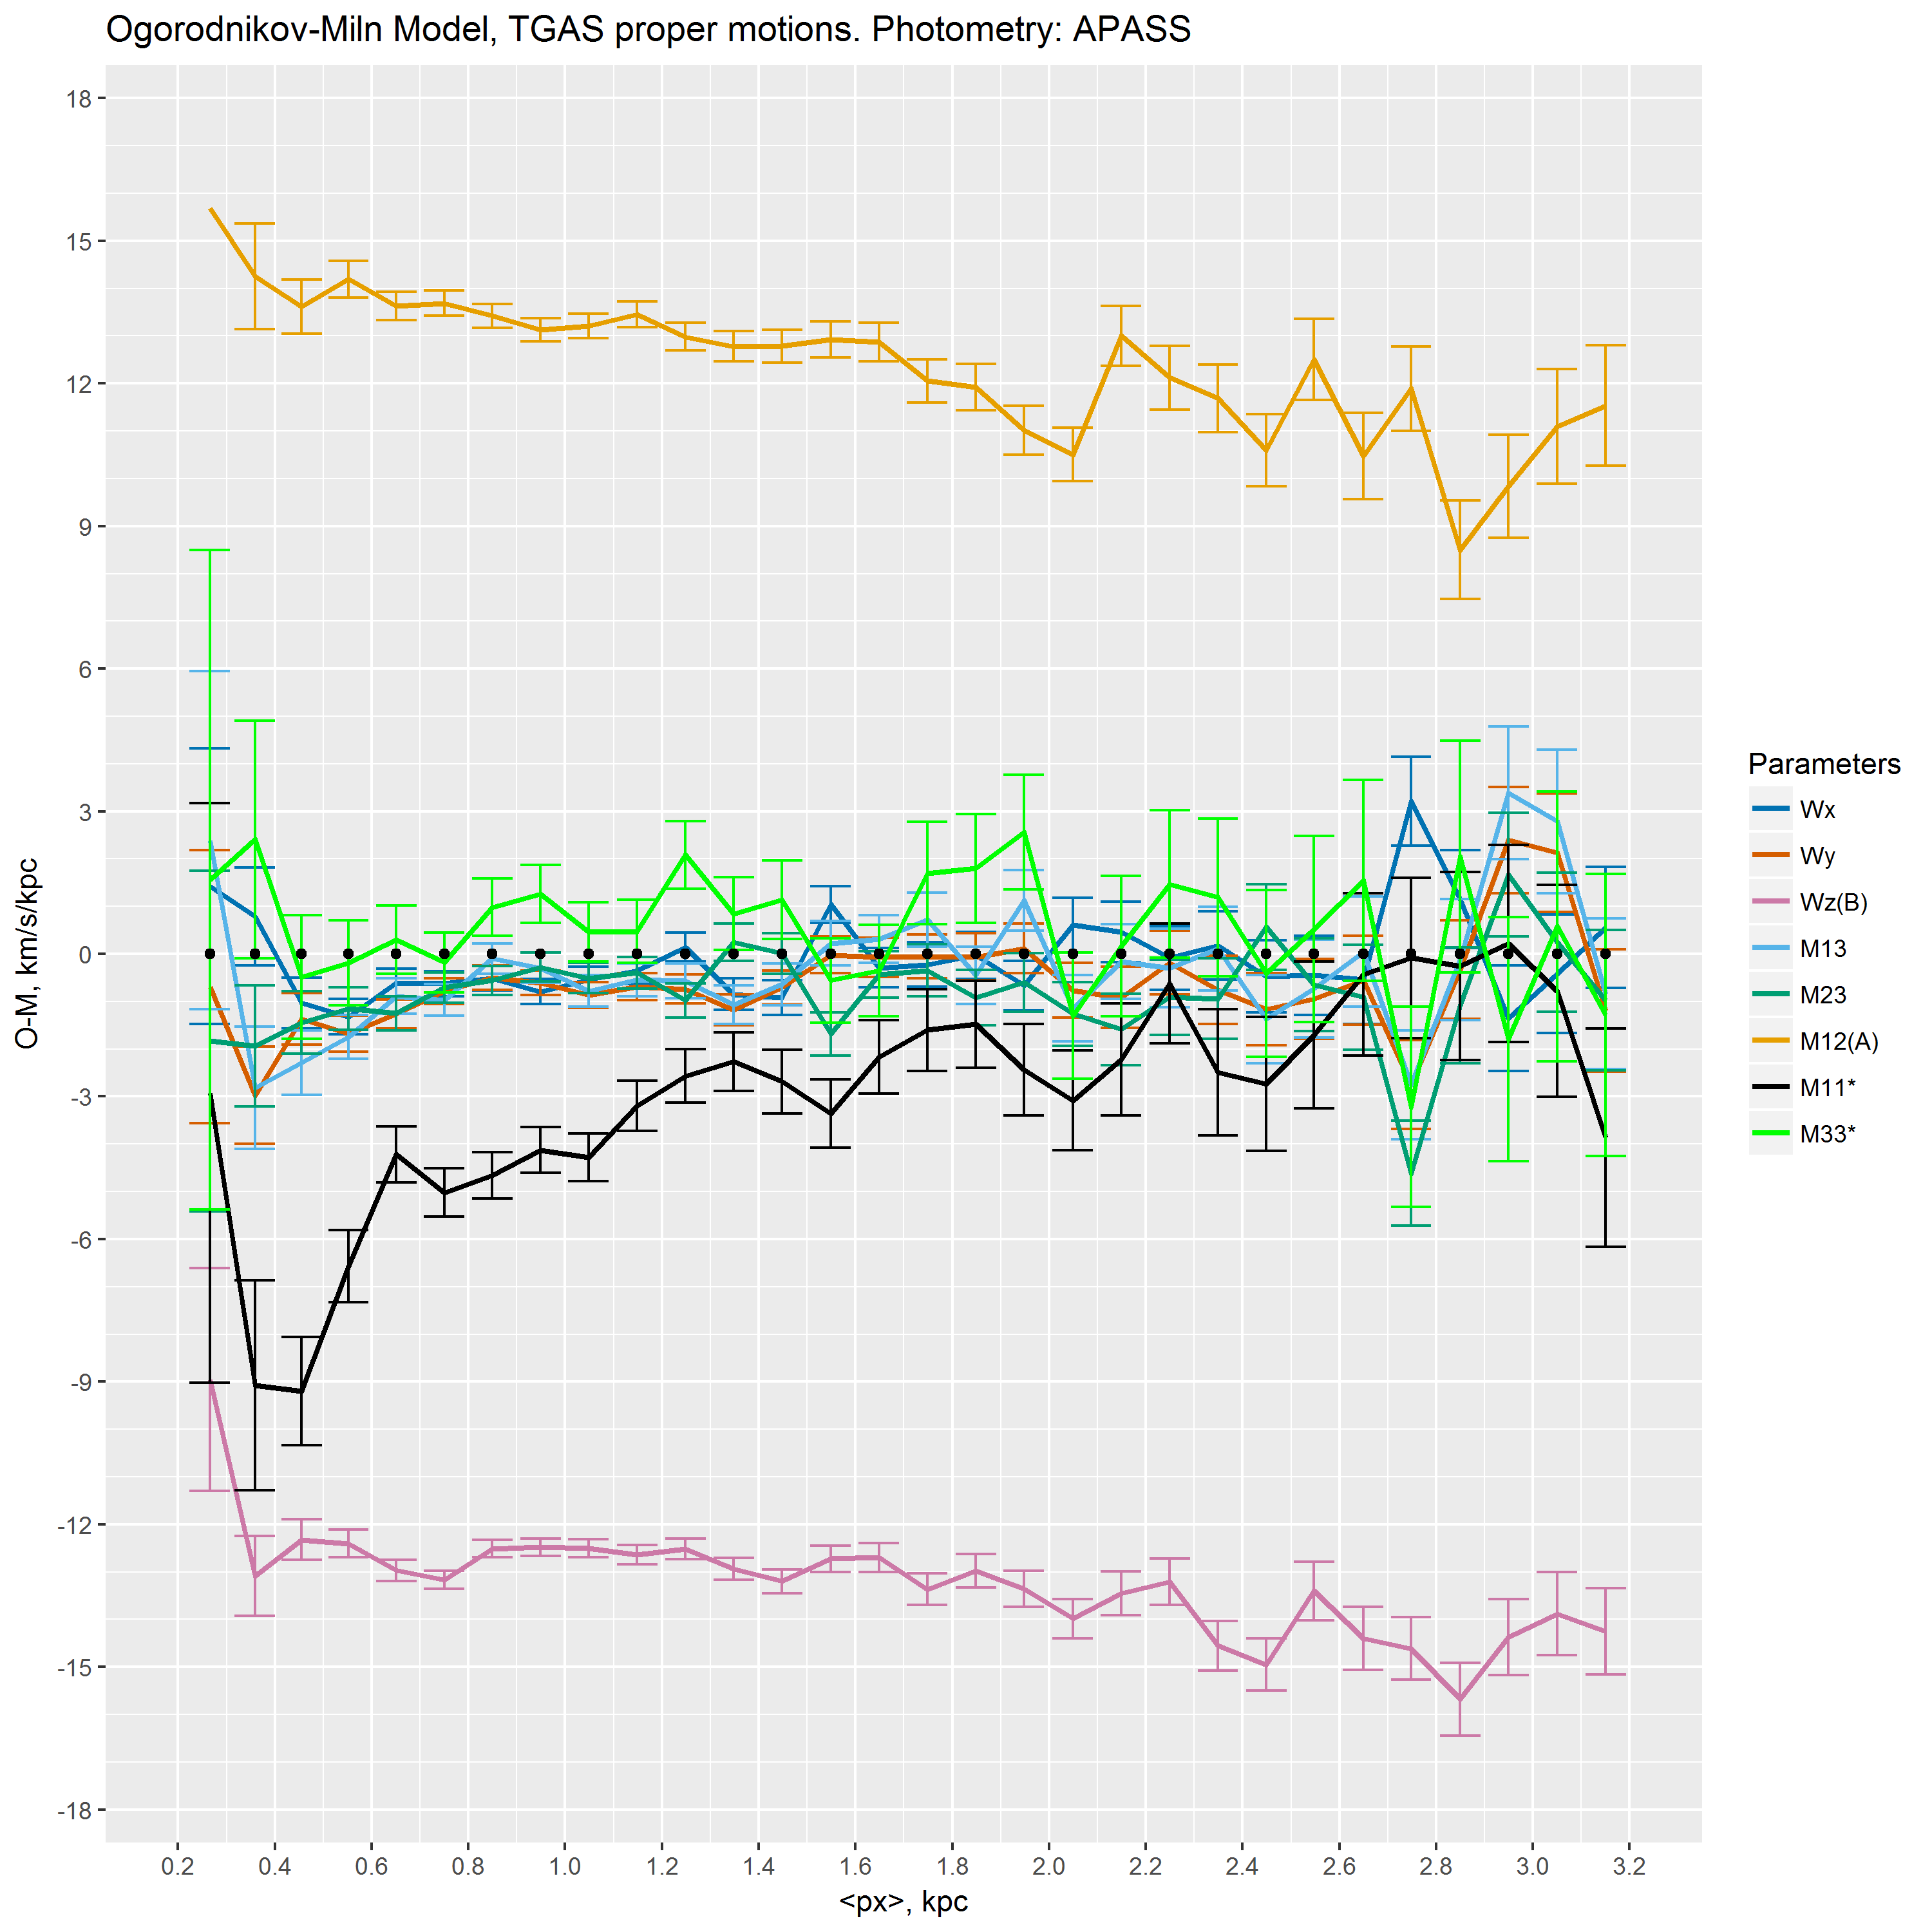 Ogorodnikov-Miln Model, TGAS proper motions. Photometry: APASS
18
15
12
9
6
3
0
-3
-6
-9
-12
-15
-18
O-M, km/s/kpc
0.2 0.4 0.6 0.8 1.0 1.2 1.4 1.6 1.8 2.0 2.2 2.4 2.6 2.8 3.0 3.2
<px>, kpc
Parameters
Wx
Wy
Wz(B)
M13
M23
M12(A)
M11*
M33*